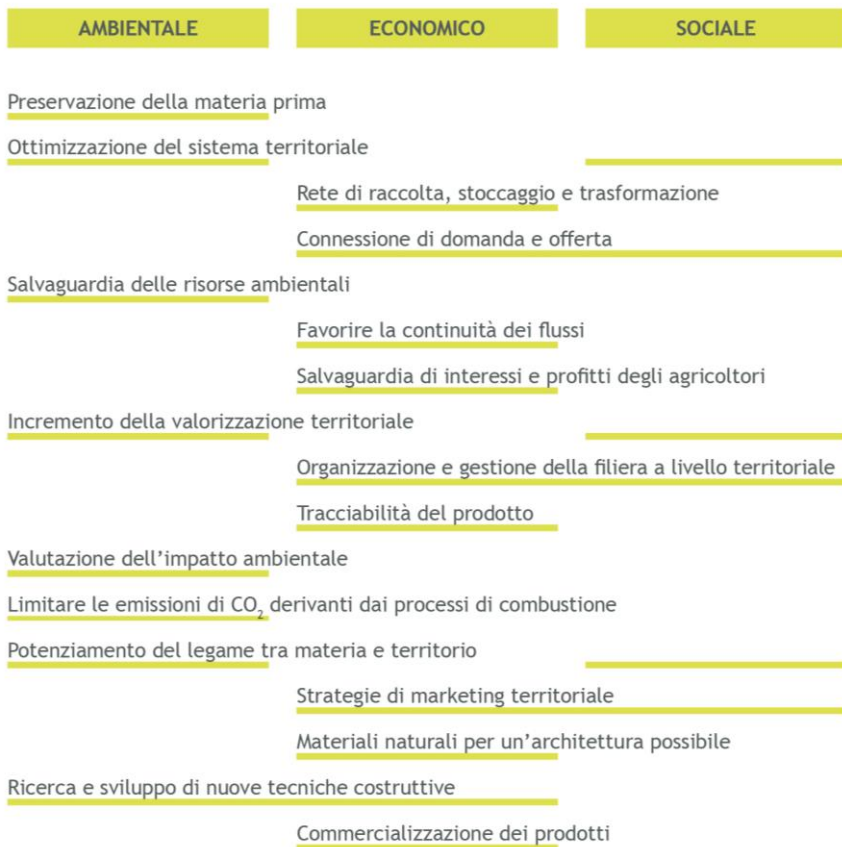 AMBIENTALE ECONOMICO SOCIALE
Preservazione della materia prima
Ottimizzazione del sistema territoriale
Rete di raccolta, stoccaggio e trasformazione
Connessione di domanda e offerta
Salvaguardia delle risorse ambientali
Favorire la continuità dei flussi
Salvaguardia di interessi e profitti degli agricoltori
Incremento della valorizzazione territoriale
Organizzazione e gestione della filiera a livello territoriale
Tracciabilità del prodotto
Valutazione dell’impatto ambientale
Limitare le emissioni di CO₂ derivanti dai processi di combustione
Potenziamento del legame tra materia e territorio
Strategie di marketing territoriale
Materiali naturali per un’architettura possibile
Ricerca e sviluppo di nuove tecniche costruttive
Commercializzazione dei prodotti